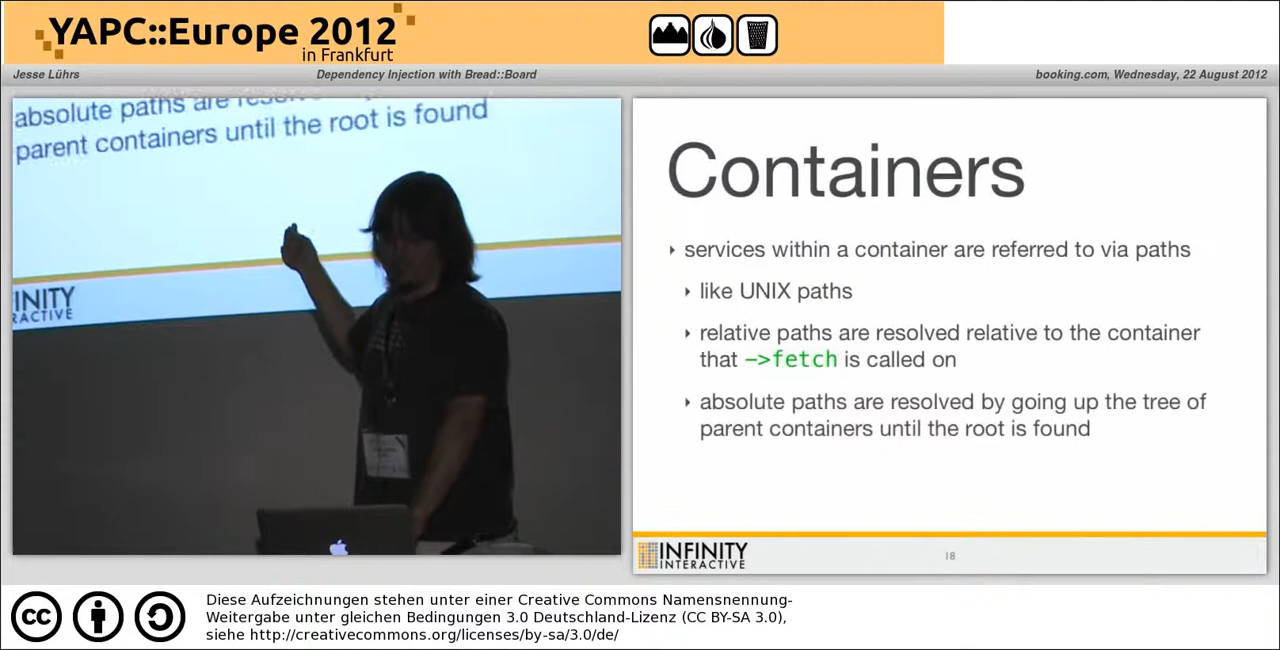 YAPC::Europe 2012
in Frankfurt
Jesse Lührs
Dependency Injection with Bread::Board
booking.com, Wednesday, 22 August 2012
absolute paths are
parent containers until the root is found
INITY
RACTIVE
Containers
services within a container are referred to via paths
like UNIX paths
relative paths are resolved relative to the container
that ->fetch is called on
absolute paths are resolved by going up the tree of
parent containers until the root is found
INFINITY
INTERACTIVE
18
cc
Diese Aufzeichnungen stehen unter einer Creative Commons Namensnennung-
Weitergabe unter gleichen Bedingungen 3.0 Deutschland-Lizenz (CC BY-SA 3.0),
siehe http://creativecommons.org/licenses/by-sa/3.0/de/